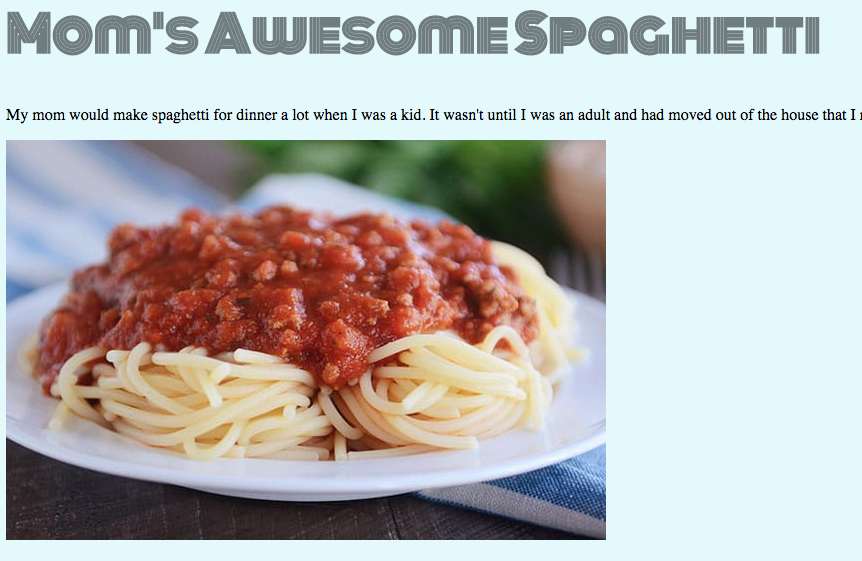 Mom's Awesome Spaghetti
My mom would make spaghetti for dinner a lot when I was a kid. It wasn't until I was an adult and had moved out of the house that I